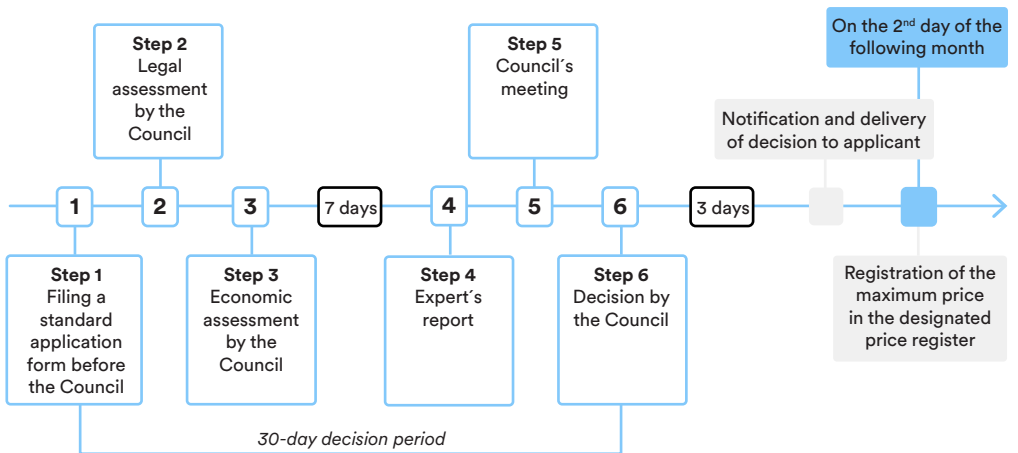 Step 2
Legal
assessment
by the
Council
Step 5
Council´s
meeting
On the 2nd day of the
following month
Notification and delivery
of decision to applicant
1
2
3
7 days
4
5
6
3 days
Step 1
Filing a
standard
application
form before
the Council
Step 3
Economic
assessment
by the
Council
Step 4
Expert´s
report
Step 6
Decision by
the Council
Registration of the
maximum price
in the designated
price register
30-day decision period